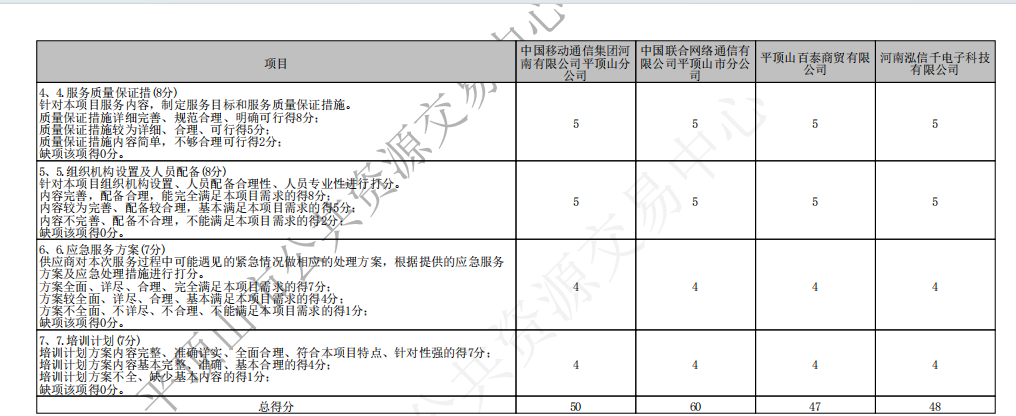 项目 中国移动通信集团河南有限公司平顶山分公司 中国联合网络通信有限公司平顶山市分公司 平顶山百泰商贸有限公司 河南泓信千电子科技有限公司
4、4.服务质量保证措(8分)
针对本项目服务内容，制定服务目标和服务质量保证措施。
质量保证措施详细完善、规范合理、明确可行得8分；
质量保证措施较为详细、合理、可行得5分；
质量保证措施内容简单，不够合理可行得2分；
缺项该项得0分。
5 5 5 5
5、5.组织机构设置及人员配备(8分)
针对本项目组织机构设置、人员配备合理性、人员专业性进行打分。
内容完善，配备合理，能完全满足本项目需求的得8分；
内容较为完善、配备较合理，基本满足本项目需求的得5分；
内容不完善、配备不合理，不能满足本项目需求的得2分；
缺项该项得0分。
5 5 5 5
6、6.应急服务方案(7分)
供应商对本次服务过程中可能遇见的紧急情况做相应的处理方案，根据提供的应急服务
方案及应急处理措施进行打分。
方案全面、详尽、合理、完全满足本项目需求的得7分；
方案较全面、详尽、合理、基本满足本项目需求的得4分；
方案不全面、不详尽、不合理、不能满足本项目需求的得1分；
缺项该项得0分。
4 4 4 4
7、7.培训计划(7分)
培训计划方案内容完整、准确详实、全面合理、符合本项目特点、针对性强的得7分；
培训计划方案内容基本完整、准确、基本合理的得4分；
培训计划方案不全、缺少基本内容的得1分；
缺项该项得0分。
4 4 4 4
总得分 50 60 47 48
平顶山市公共资源交易中心
共资源交易中心